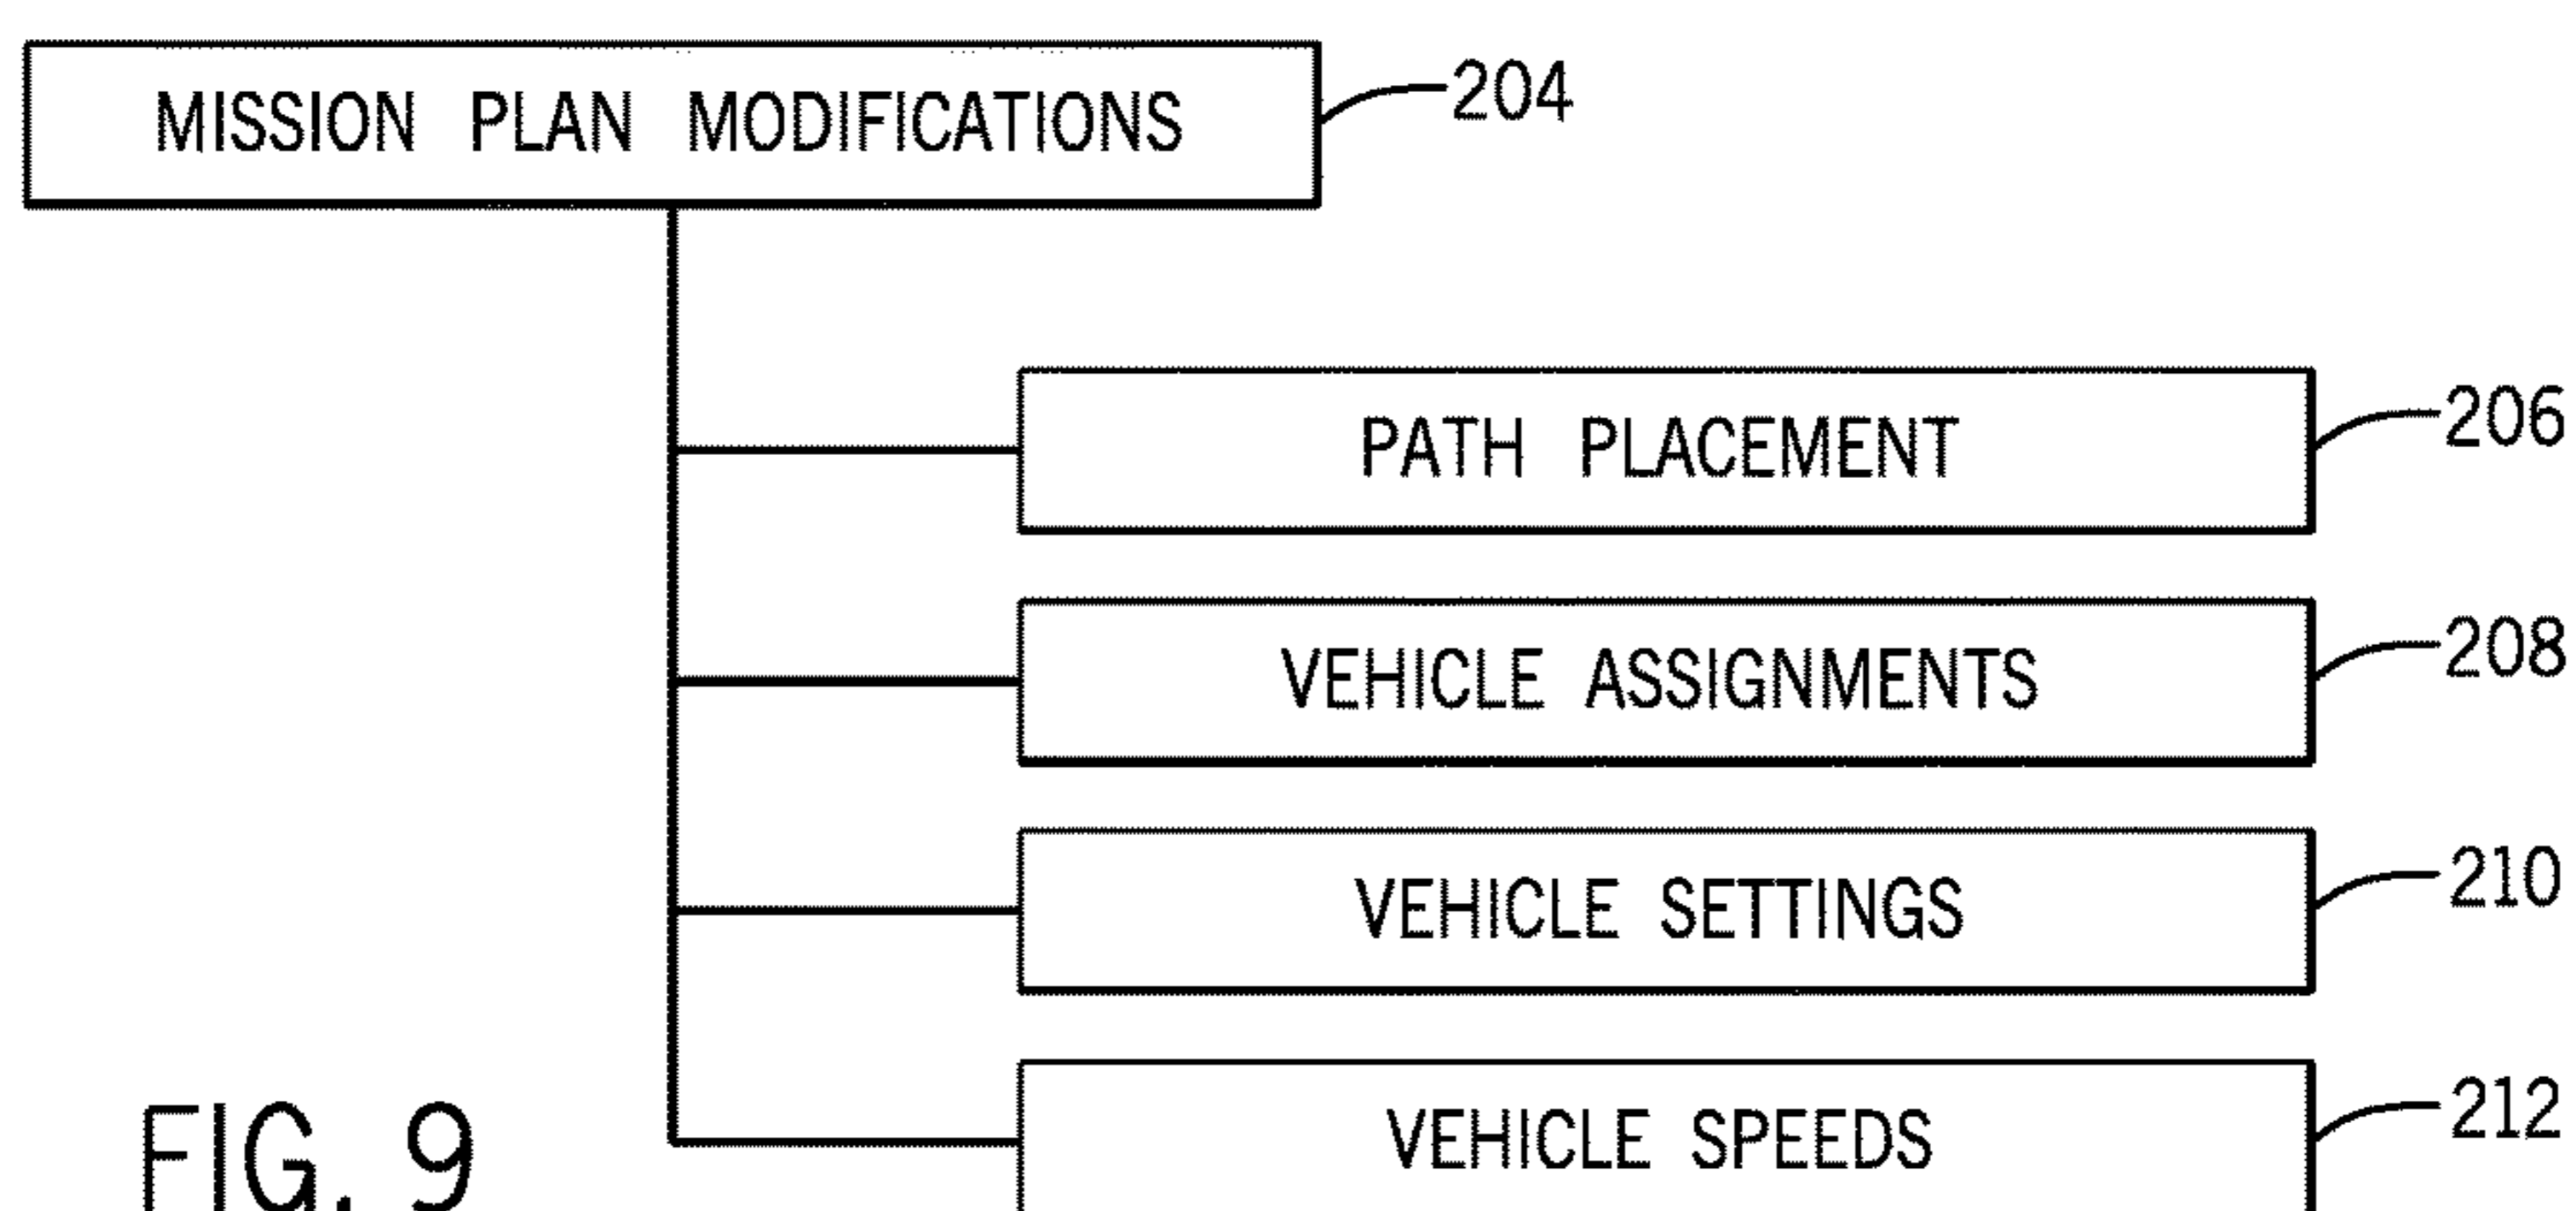 MISSION PLAN MODIFICATIONS
204
PATH PLACEMENT
206
VEHICLE ASSIGNMENTS
208
VEHICLE SETTINGS
210
VEHICLE SPEEDS
212
FIG. 9